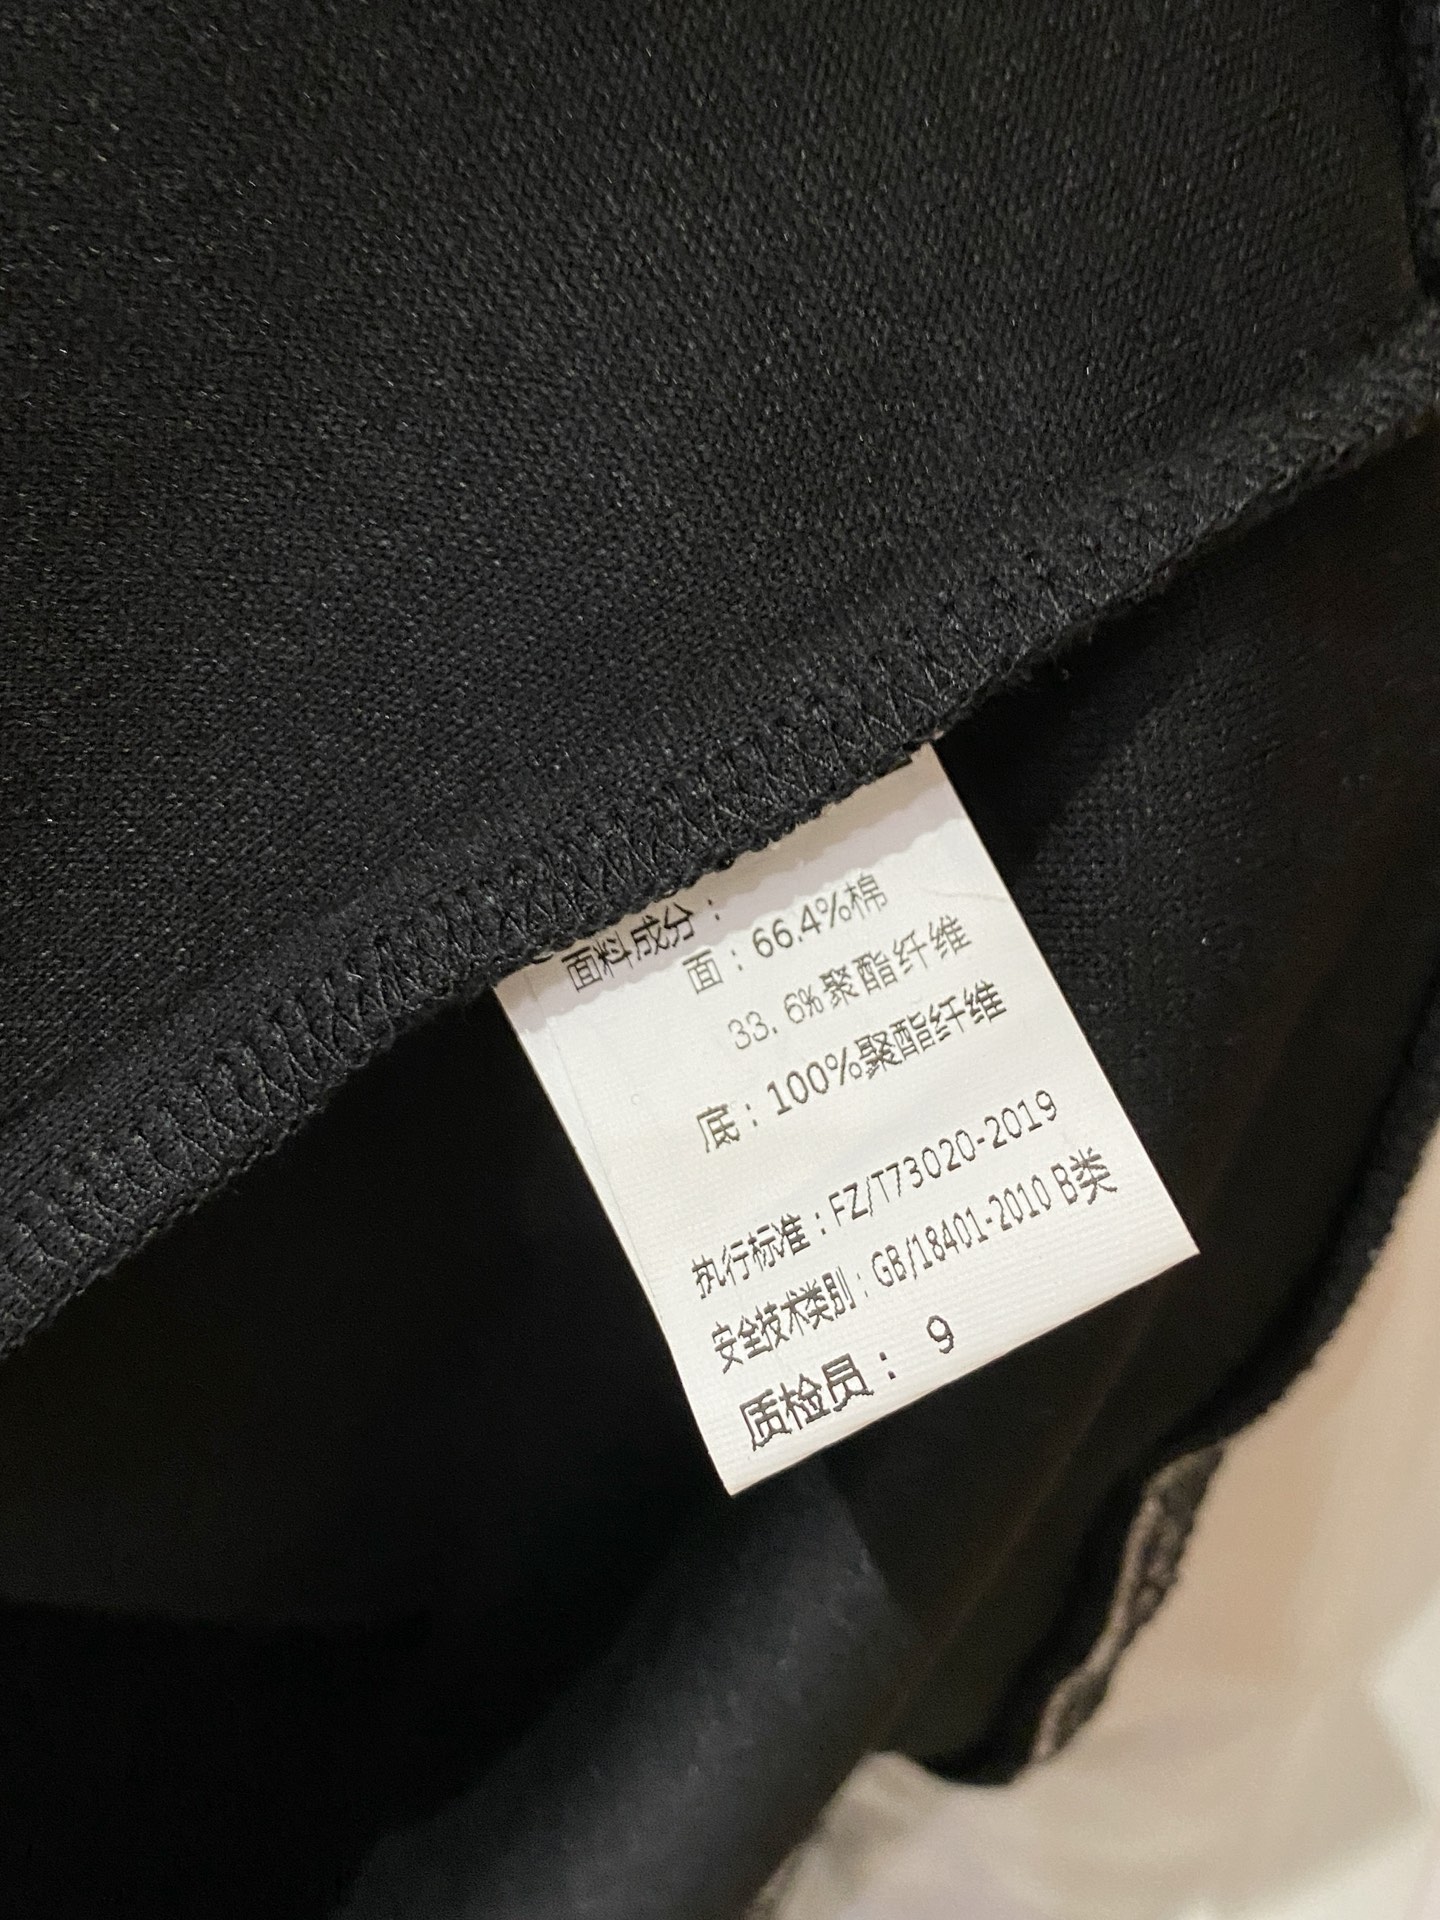 面料成分：
面：66.4%棉
33.6%聚酯纤维
底：100%聚酯纤维
执行标准：FZ/T73020-2019
安全技术类别：GB/18401-2010 B类
质检员：9